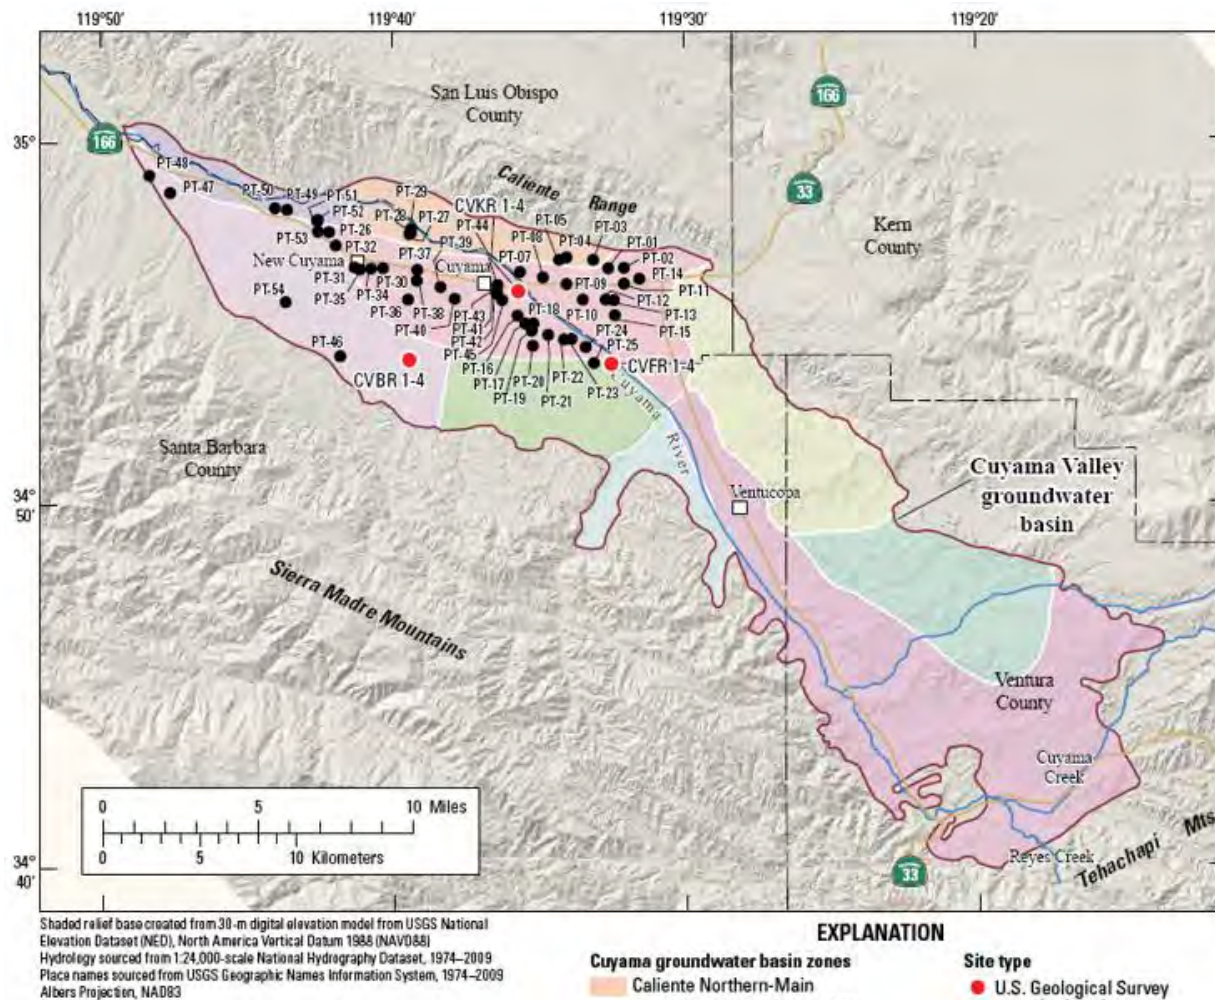 119°50'
119°40'
119°30'
119°20'
166
San Luis Obispo
County
35°
166
PT-48
PT-47
PT-50
PT-49
PT-51
PT-52
PT-53
PT-26
PT-29
PT-28
PT-27
Caliente Range
CVKR 1-4
PT-44
PT-05
PT-04
PT-03
PT-01
PT-08
PT-02
33
Kern
County
PT-32
PT-39
PT-37
New Cuyama
Cuyama
PT-07
PT-09
PT-14
PT-31
PT-30
PT-11
PT-35
PT-34
PT-12
PT-54
PT-36
PT-38
PT-43
PT-18
PT-10
PT-13
PT-40
PT-41
PT-42
PT-24
PT-15
PT-45
PT-25
PT-46
PT-16
PT-22
CVFR 1-4
CVBR 1-4
PT-17
PT-20
PT-23
PT-19
PT-21
Cuyama River
Santa Barbara
County
Cuyama Valley
groundwater
basin
34°
50'
Ventucopa
Sierra Madre Mountains
Ventura
County
Cuyama
Creek
0 5 10 Miles
0 5 10 Kilometers
34°
40'
33
Reyes Creek
Tehachapi Mts
Shaded relief base created from 30-m digital elevation model from USGS National
Elevation Dataset (NED), North America Vertical Datum 1988 (NAVD88)
Hydrology sourced from 1:24,000-scale National Hydrography Dataset, 1974–2009
Place names sourced from USGS Geographic Names Information System, 1974–2009
Albers Projection, NAD83
EXPLANATION
Cuyama groundwater basin zones
Caliente Northern-Main
Site type
U.S. Geological Survey